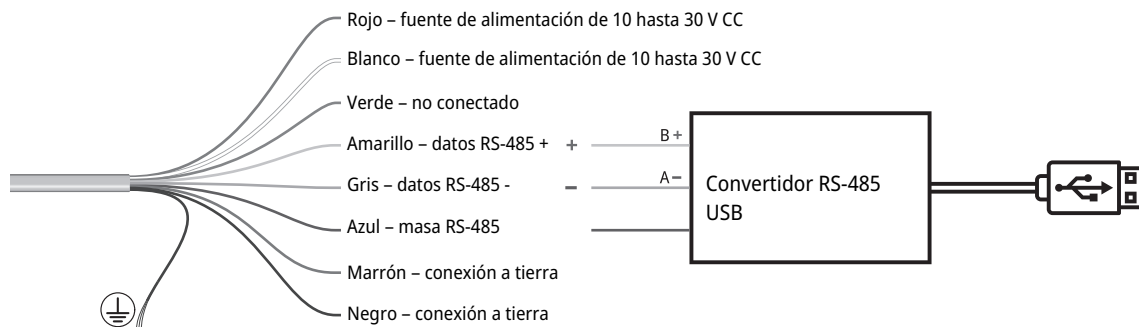 Rojo – fuente de alimentación de 10 hasta 30 V CC
Blanco – fuente de alimentación de 10 hasta 30 V CC
Verde – no conectado
Amarillo – datos RS-485 + +
B +
Gris – datos RS-485 - –
A –
Convertidor RS-485
USB
Azul – masa RS-485
Marrón – conexión a tierra
Negro – conexión a tierra